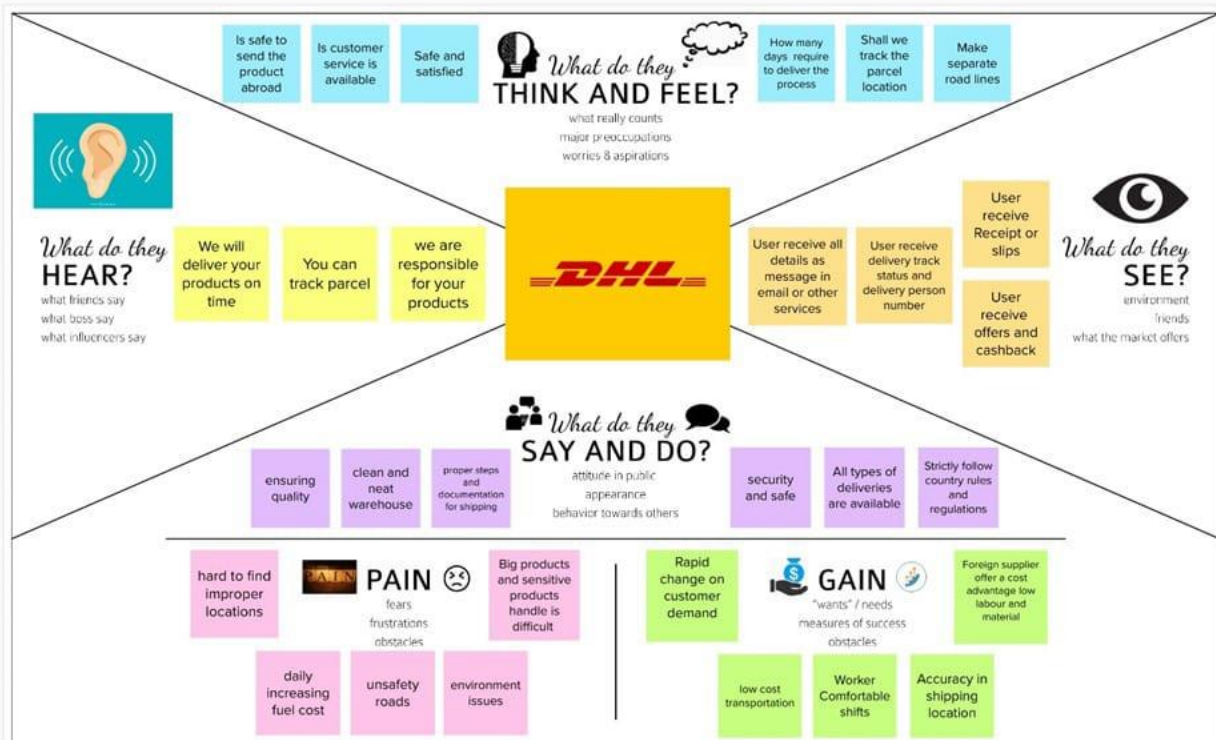 Is safe to
send the
product
abroad
Is customer
service is
available
Safe and
satisfied
What do they
THINK AND FEEL?
what really counts
major preoccupations
worries & aspirations
How many
days require
to deliver the
process
Shall we
track the
parcel
location
Make
separate
road lines
What do they
HEAR?
what friends say
what boss say
what influencers say
We will
deliver your
products on
time
You can
track parcel
we are
responsible
for your
products
DHL
User receive all
details as
message in
email or other
services
User receive
delivery track
status and
delivery person
number
User
receive
Receipt or
slips
User
receive
offers and
cashback
What do they
SEE?
environment
friends
what the market offers
What do they
SAY AND DO?
attitude in public
appearance
behavior towards others
ensuring
quality
clean and
neat
warehouse
proper steps
and
documentation
for shipping
security
and safe
All types of
deliveries
are available
Strictly follow
country rules
and
regulations
hard to find
improper
locations
PAIN
PAIN
fears
frustrations
obstacles
Big products
and sensitive
products
handle is
difficult
daily
increasing
fuel cost
unsafety
roads
environment
issues
Rapid
change on
customer
demand
$
GAIN
"wants" / needs
measures of success
obstacles
Foreign supplier
offer a cost
advantage low
labour and
material
low cost
transportation
Worker
Comfortable
shifts
Accuracy in
shipping
location